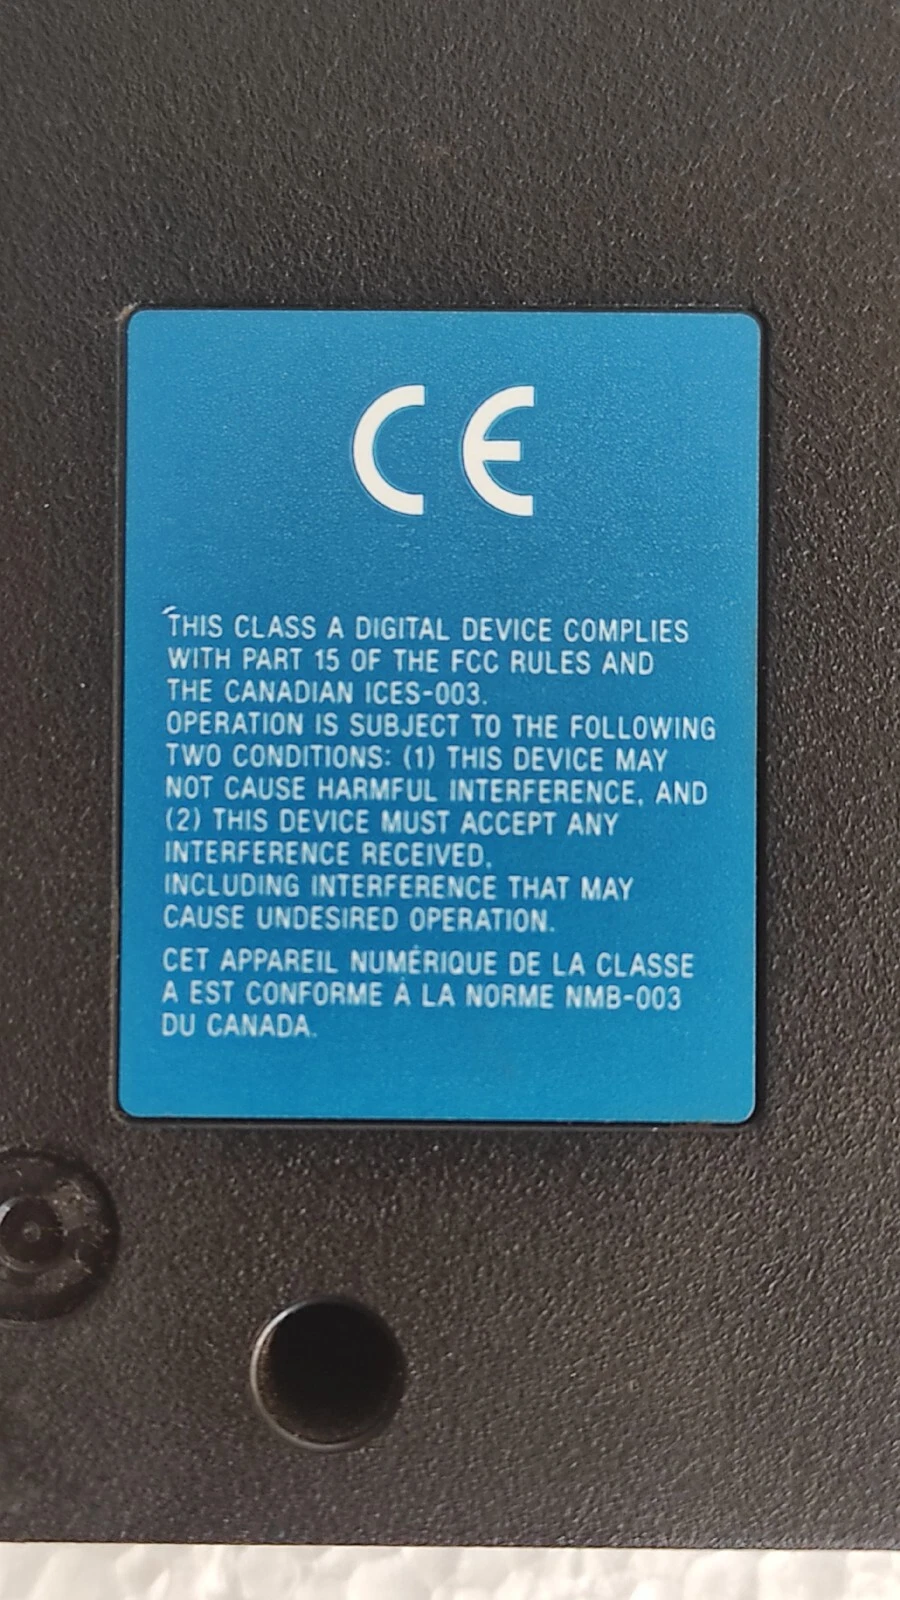 CE
THIS CLASS A DIGITAL DEVICE COMPLIES
WITH PART 15 OF THE FCC RULES AND
THE CANADIAN ICES-003.
OPERATION IS SUBJECT TO THE FOLLOWING
TWO CONDITIONS: (1) THIS DEVICE MAY
NOT CAUSE HARMFUL INTERFERENCE, AND
(2) THIS DEVICE MUST ACCEPT ANY
INTERFERENCE RECEIVED,
INCLUDING INTERFERENCE THAT MAY
CAUSE UNDESIRED OPERATION.
CET APPAREIL NUMÉRIQUE DE LA CLASSE
A EST CONFORME À LA NORME NMB-003
DU CANADA.